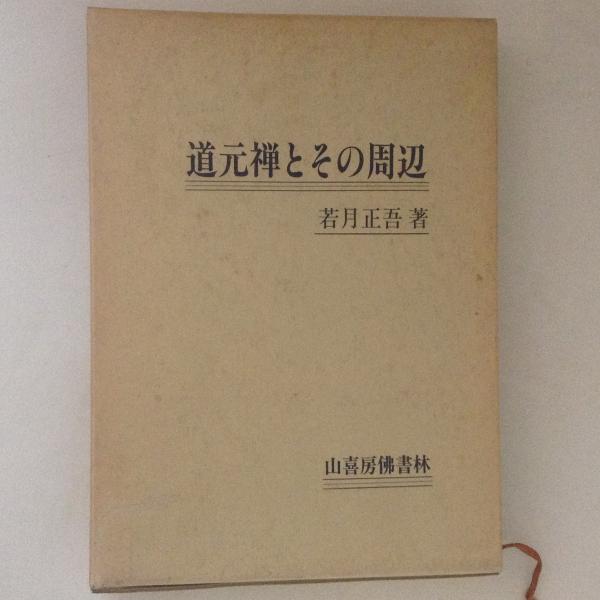 道元禅とその周辺
若月正吾 著
山喜房佛書林